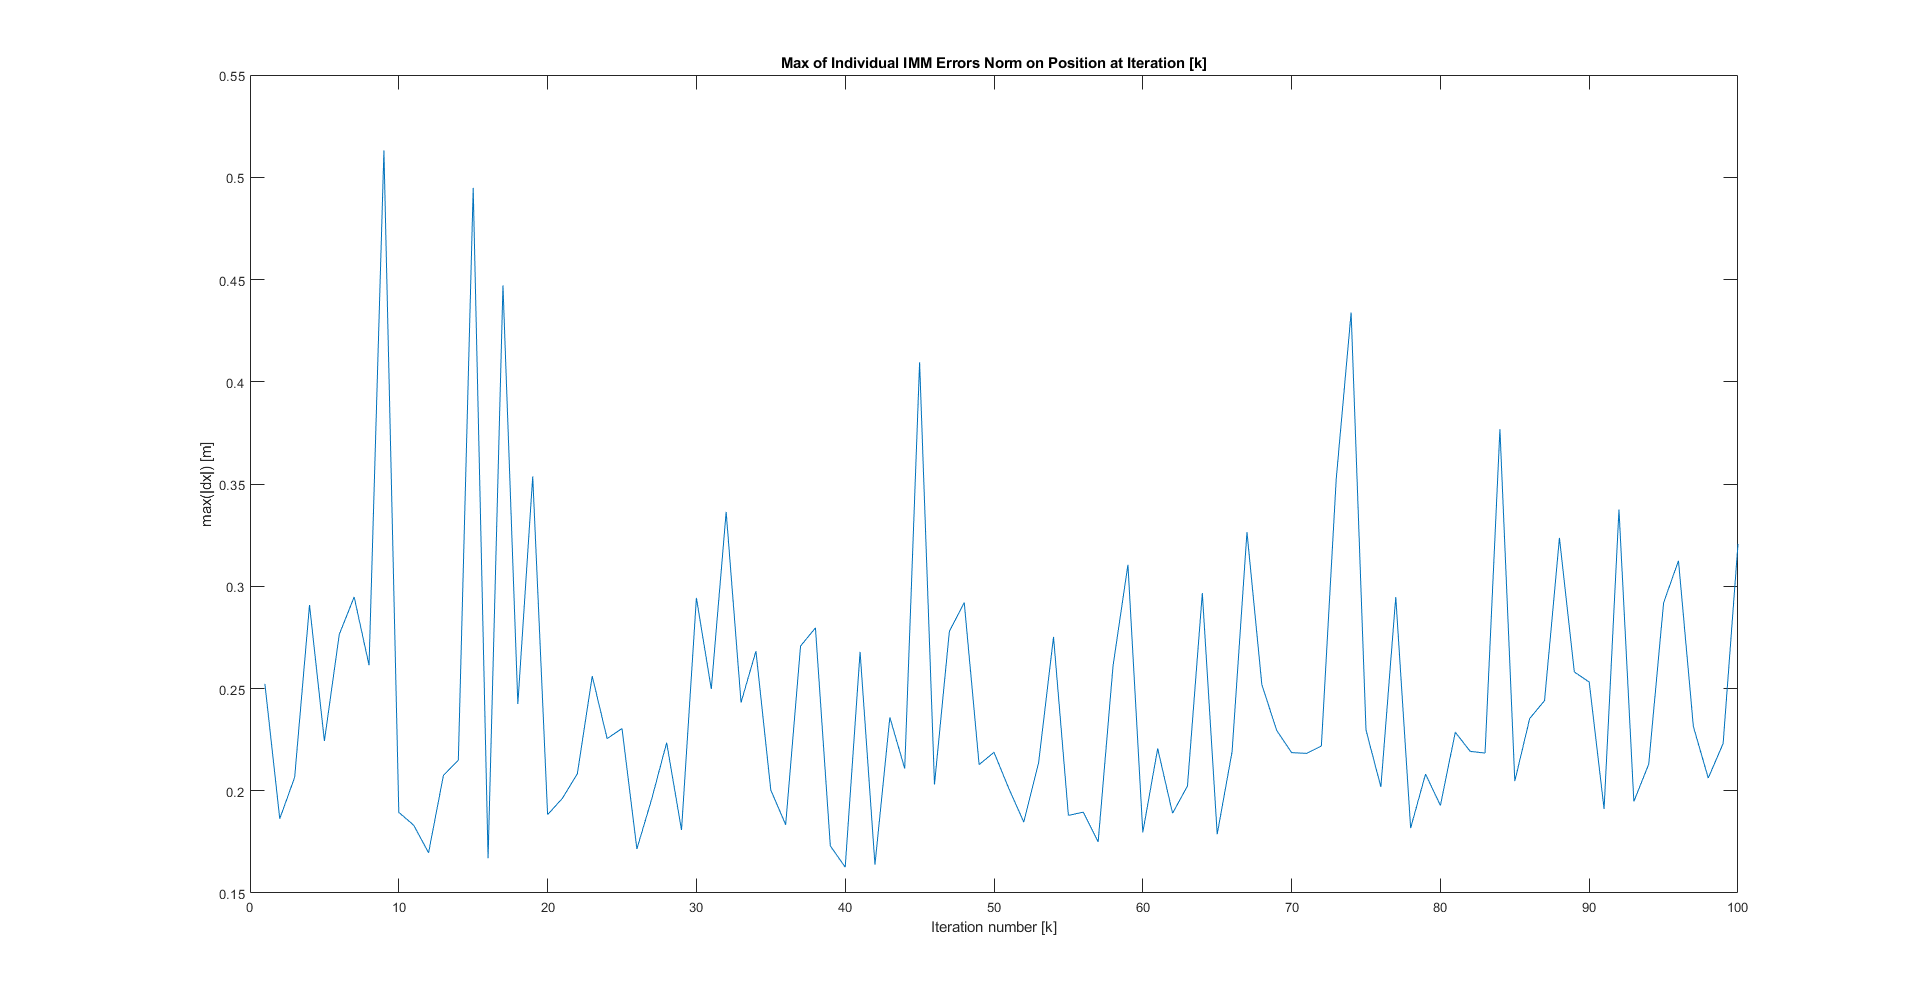 Max of Individual IMM Errors Norm on Position at Iteration [k]
0.55
0.5
0.45
0.4
0.35
0.3
0.25
0.2
0.15
max(|dx|) [m]
0 10 20 30 40 50 60 70 80 90 100
Iteration number [k]